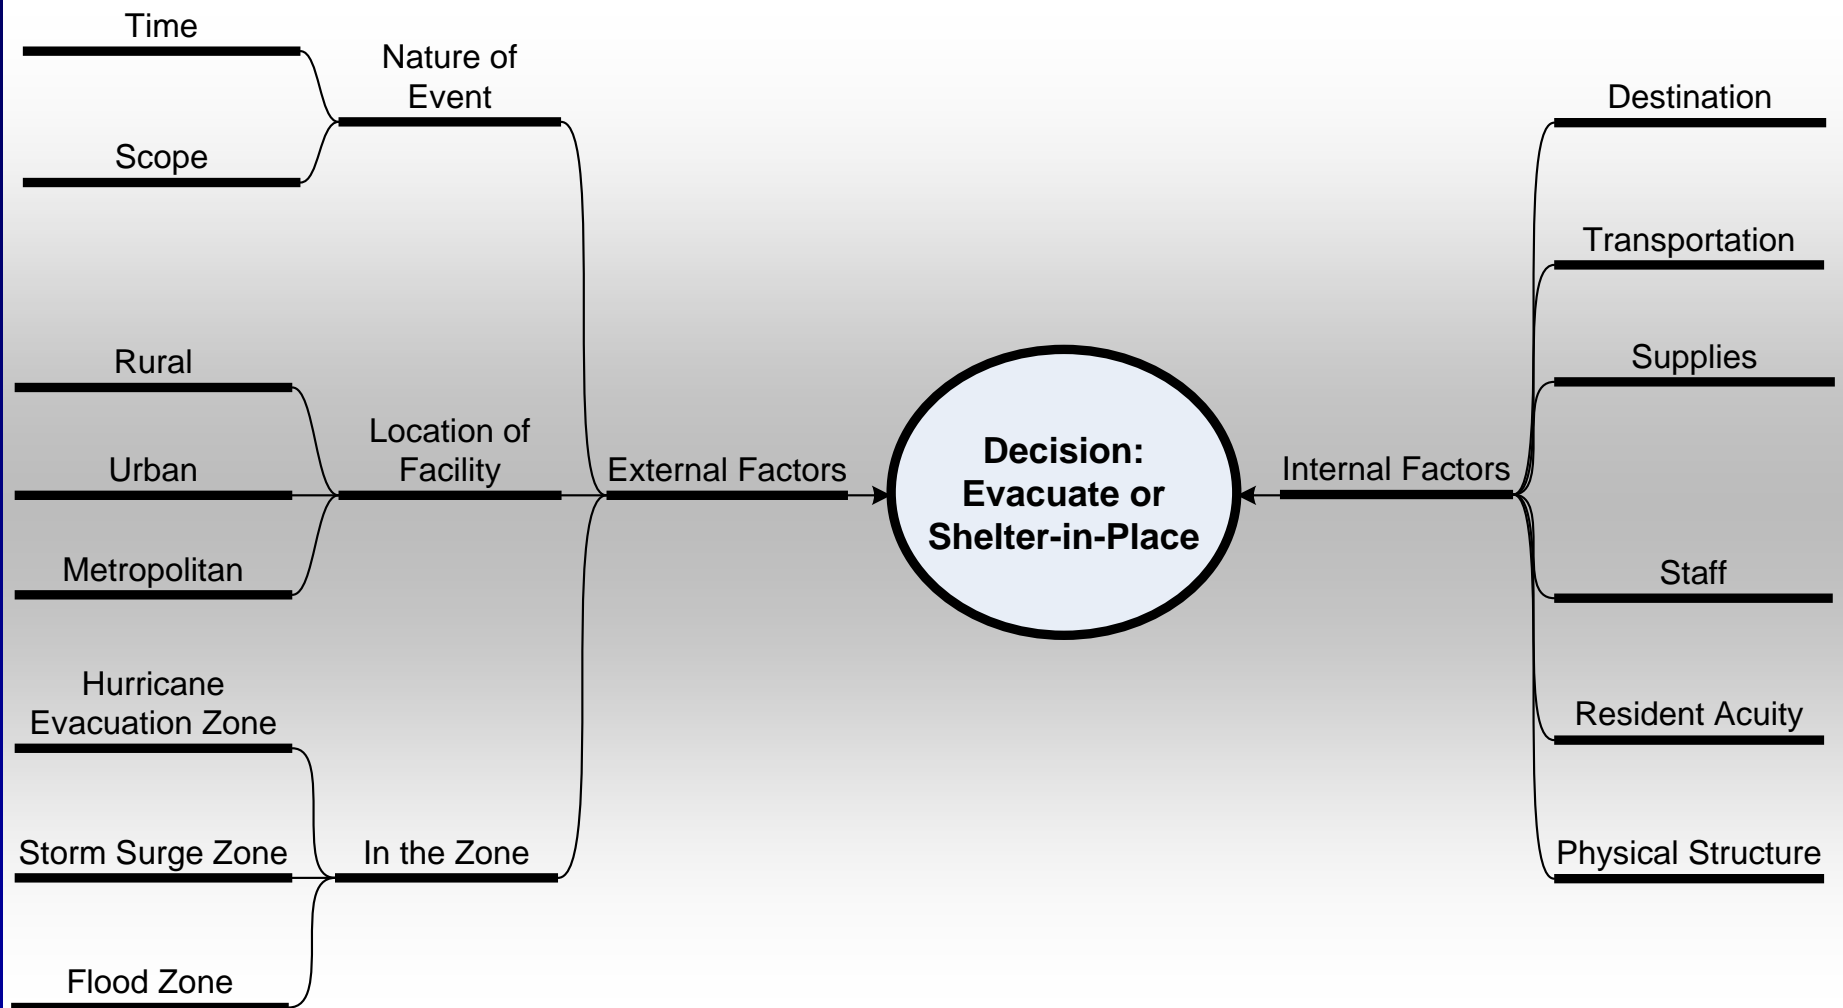 Time
Nature of
Event
Scope
Rural
Location of
Facility
Urban
Metropolitan
External Factors
Hurricane
Evacuation Zone
Storm Surge Zone
In the Zone
Flood Zone
Decision:
Evacuate or
Shelter-in-Place
Internal Factors
Destination
Transportation
Supplies
Staff
Resident Acuity
Physical Structure